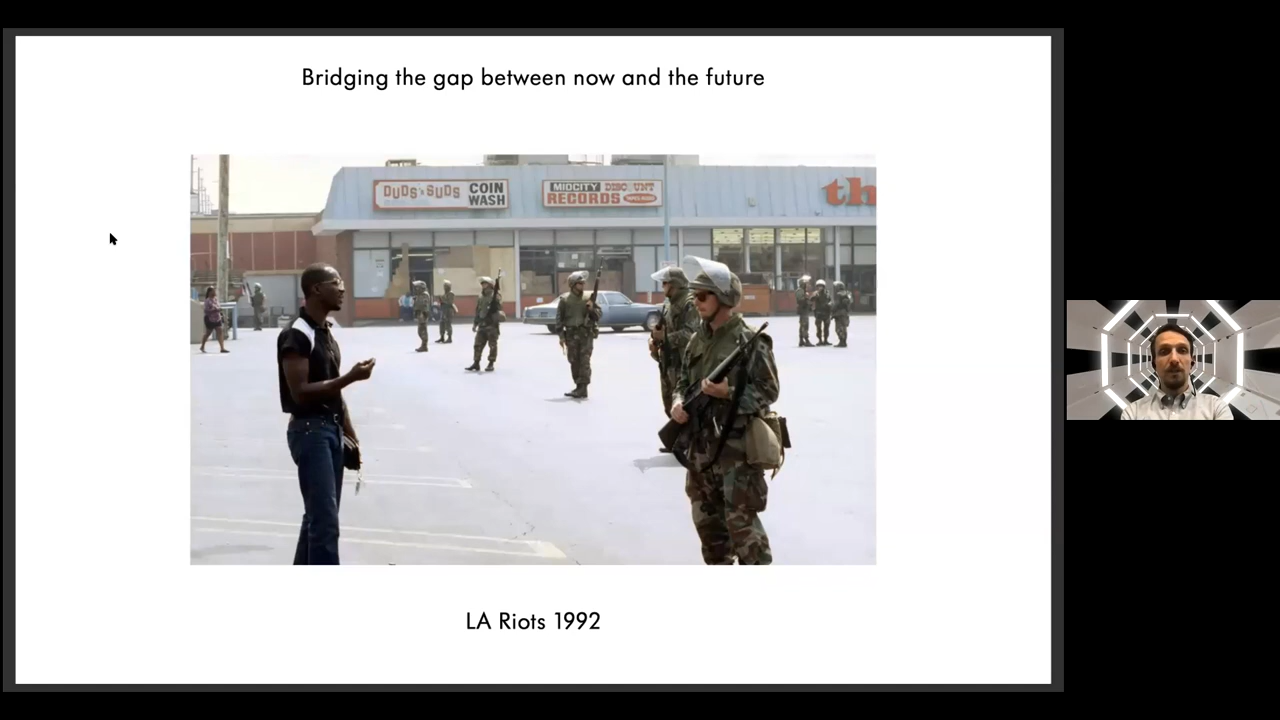 Bridging the gap between now and the future
DUDS 'n SUDS COIN WASH
MIDCITY RECORDS DISCOUNT
th
LA Riots 1992